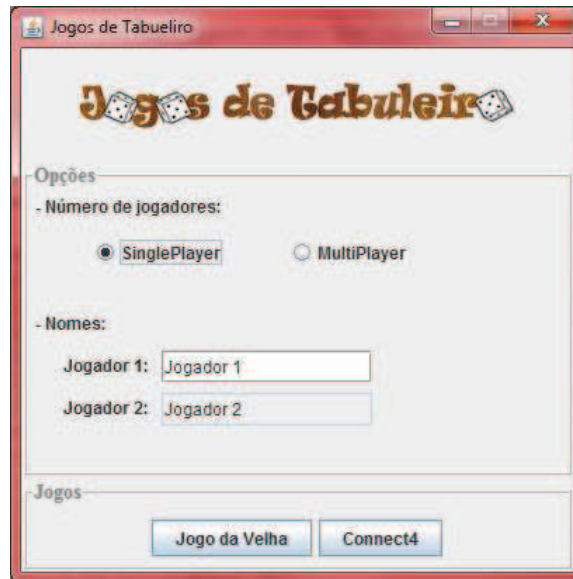 Jogos de Tabueliro
Jogos de Tabuleiro
Opções
- Número de jogadores:
SinglePlayer MultiPlayer
- Nomes:
Jogador 1: Jogador 1
Jogador 2: Jogador 2
Jogos
Jogo da Velha Connect4